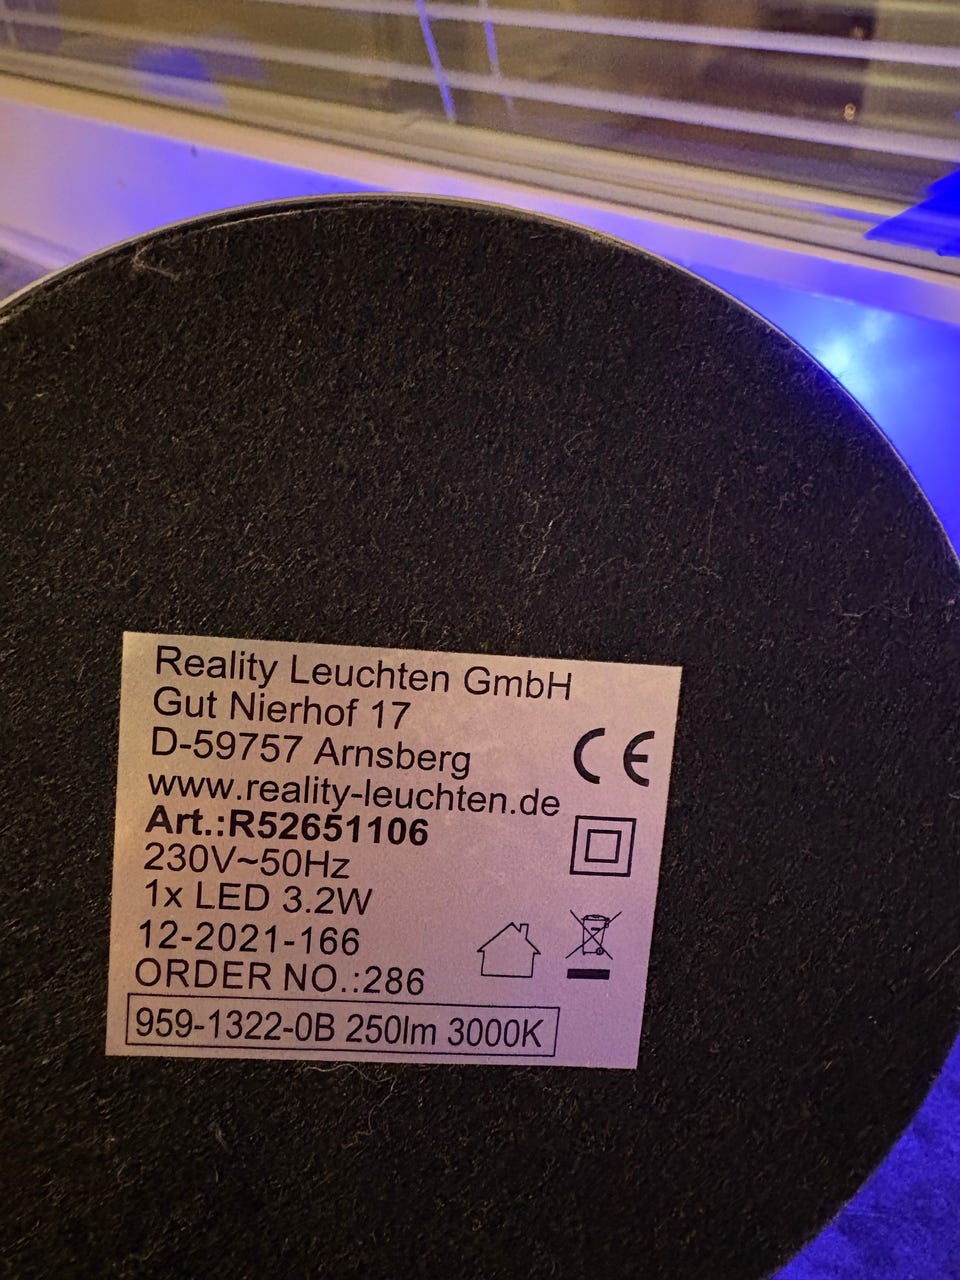 Reality Leuchten GmbH
Gut Nierhof 17
D-59757 Arnsberg
www.reality-leuchten.de
Art.:R52651106
230V~50Hz
1x LED 3.2W
12-2021-166
ORDER NO.:286
959-1322-0B 250lm 3000K
CE